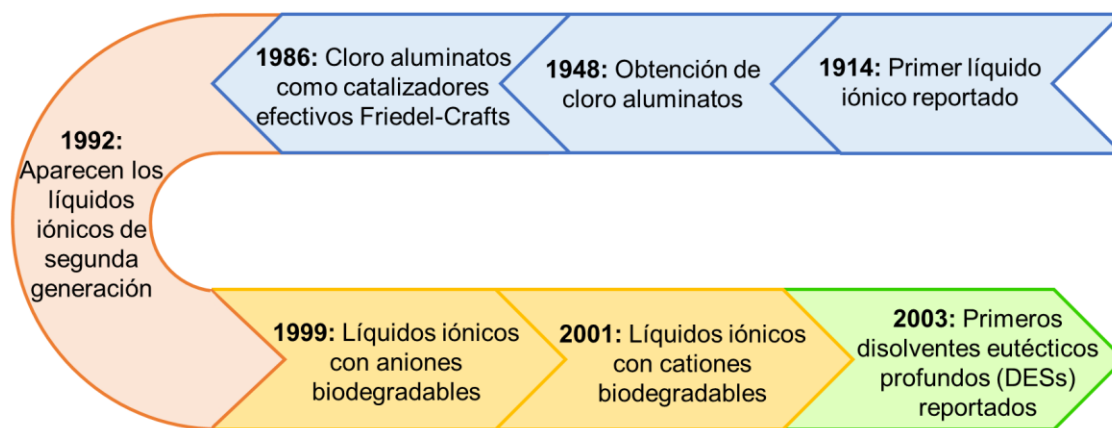 1914: Primer líquido
iónico reportado
1948: Obtención de
cloro aluminatos
1986: Cloro aluminatos
como catalizadores
efectivos Friedel-Crafts
1992:
Aparecen los
líquidos
iónicos de
segunda
generación
1999: Líquidos iónicos
con aniones
biodegradables
2001: Líquidos iónicos
con cationes
biodegradables
2003: Primeros
disolventes eutécticos
profundos (DESs)
reportados